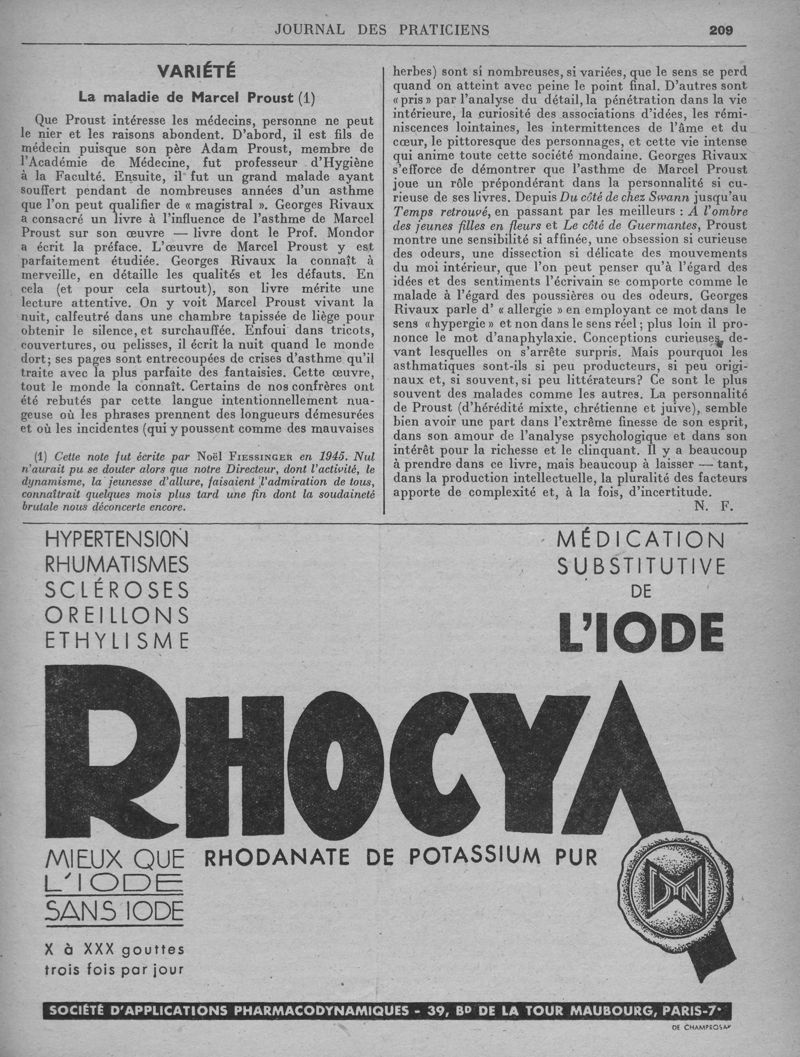 JOURNAL DES PRATICIENS 209
VARIÉTÉ
La maladie de Marcel Proust (1)
Que Proust intéresse les médecins, personne ne peut
le nier et les raisons abondent. D'abord, il est fils de
médecin puisque son père Adam Proust, membre de
l'Académie de Médecine, fut professeur d'Hygiène
à la Faculté. Ensuite, il fut un grand malade ayant
souffert pendant de nombreuses années d'un asthme
que l'on peut qualifier de « magistral ». Georges Rivaux
a consacré un livre à l'influence de l'asthme de Marcel
Proust sur son œuvre — livre dont le Prof. Mondor
a écrit la préface. L'œuvre de Marcel Proust y est
parfaitement étudiée. Georges Rivaux la connaît à
merveille, en détaille les qualités et les défauts. En
cela (et pour cela surtout), son livre mérite une
lecture attentive. On y voit Marcel Proust vivant la
nuit, calfeutré dans une chambre tapissée de liège pour
obtenir le silence, et surchauffée. Enfoui dans tricots,
couvertures, ou pelisses, il écrit la nuit quand le monde
dort; ses pages sont entrecoupées de crises d'asthme qu'il
traite avec la plus parfaite des fantaisies. Cette œuvre,
tout le monde la connaît. Certains de nos confrères ont
été rebutés par cette langue intentionnellement nua-
geuse où les phrases prennent des longueurs démesurées
et où les incidentes (qui y poussent comme des mauvaises
(1) Cette note fut écrite par Noël FIESSINGER en 1945. Nul
n'aurait pu se douter alors que notre Directeur, dont l'activité, le
dynamisme, la jeunesse d'allure, faisaient l'admiration de tous,
connaîtrait quelques mois plus tard une fin dont la soudaineté
brutale nous déconcerte encore.
herbes) sont si nombreuses, si variées, que le sens se perd
quand on atteint avec peine le point final. D'autres sont
« pris » par l'analyse du détail, la pénétration dans la vie
intérieure, la curiosité des associations d'idées, les rémi-
niscences lointaines, les intermittences de l'âme et du
cœur, le pittoresque des personnages, et cette vie intense
qui anime toute cette société mondaine. Georges Rivaux
s'efforce de démontrer que l'asthme de Marcel Proust
joue un rôle prépondérant dans la personnalité si cu-
rieuse de ses livres. Depuis Du côté de chez Swann jusqu'au
Temps retrouvé, en passant par les meilleurs : A l'ombre
des jeunes filles en fleurs et Le côté de Guermantes, Proust
montre une sensibilité si affinée, une obsession si curieuse
des odeurs, une dissection si délicate des mouvements
du moi intérieur, que l'on peut penser qu'à l'égard des
idées et des sentiments l'écrivain se comporte comme le
malade à l'égard des poussières ou des odeurs. Georges
Rivaux parle d' « allergie » en employant ce mot dans le
sens « hypergie » et non dans le sens réel ; plus loin il pro-
nonce le mot d'anaphylaxie. Conceptions curieuses, de-
vant lesquelles on s'arrête surpris. Mais pourquoi les
asthmatiques sont-ils si peu producteurs, si peu origi-
naux et, si souvent, si peu littérateurs? Ce sont le plus
souvent des malades comme les autres. La personnalité
de Proust (d'hérédité mixte, chrétienne et juive), semble
bien avoir une part dans l'extrême finesse de son esprit,
dans son amour de l'analyse psychologique et dans son
intérêt pour la richesse et le clinquant. Il y a beaucoup
à prendre dans ce livre, mais beaucoup à laisser — tant,
dans la production intellectuelle, la pluralité des facteurs
apporte de complexité et, à la fois, d'incertitude.
N. F.
HYPERTENSION
RHUMATISMES
SCLÉROSES
OREILLONS
ETHYLISME
MÉDICATION
SUBSTITUTIVE
DE
L'IODE
RHOCYA
MIEUX QUE
L'IODE
SANS IODE
RHODANATE DE POTASSIUM PUR
DYN
X à XXX gouttes
trois fois par jour
SOCIÉTÉ D'APPLICATIONS PHARMACODYNAMIQUES - 39, BD DE LA TOUR MAUBOURG, PARIS-7e
DE CHAMPROSAY